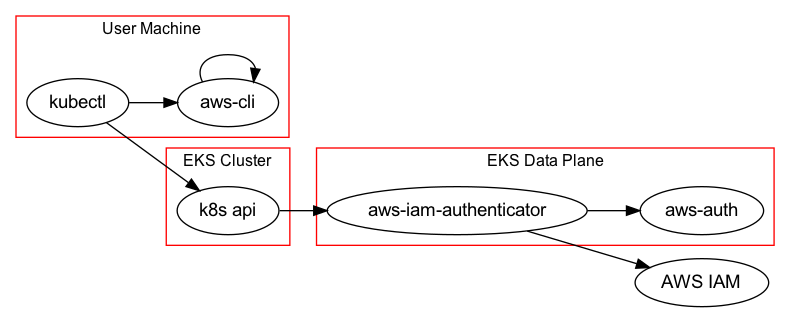 User Machine
kubectl
aws-cli
EKS Cluster
k8s api
EKS Data Plane
aws-iam-authenticator
aws-auth
AWS IAM